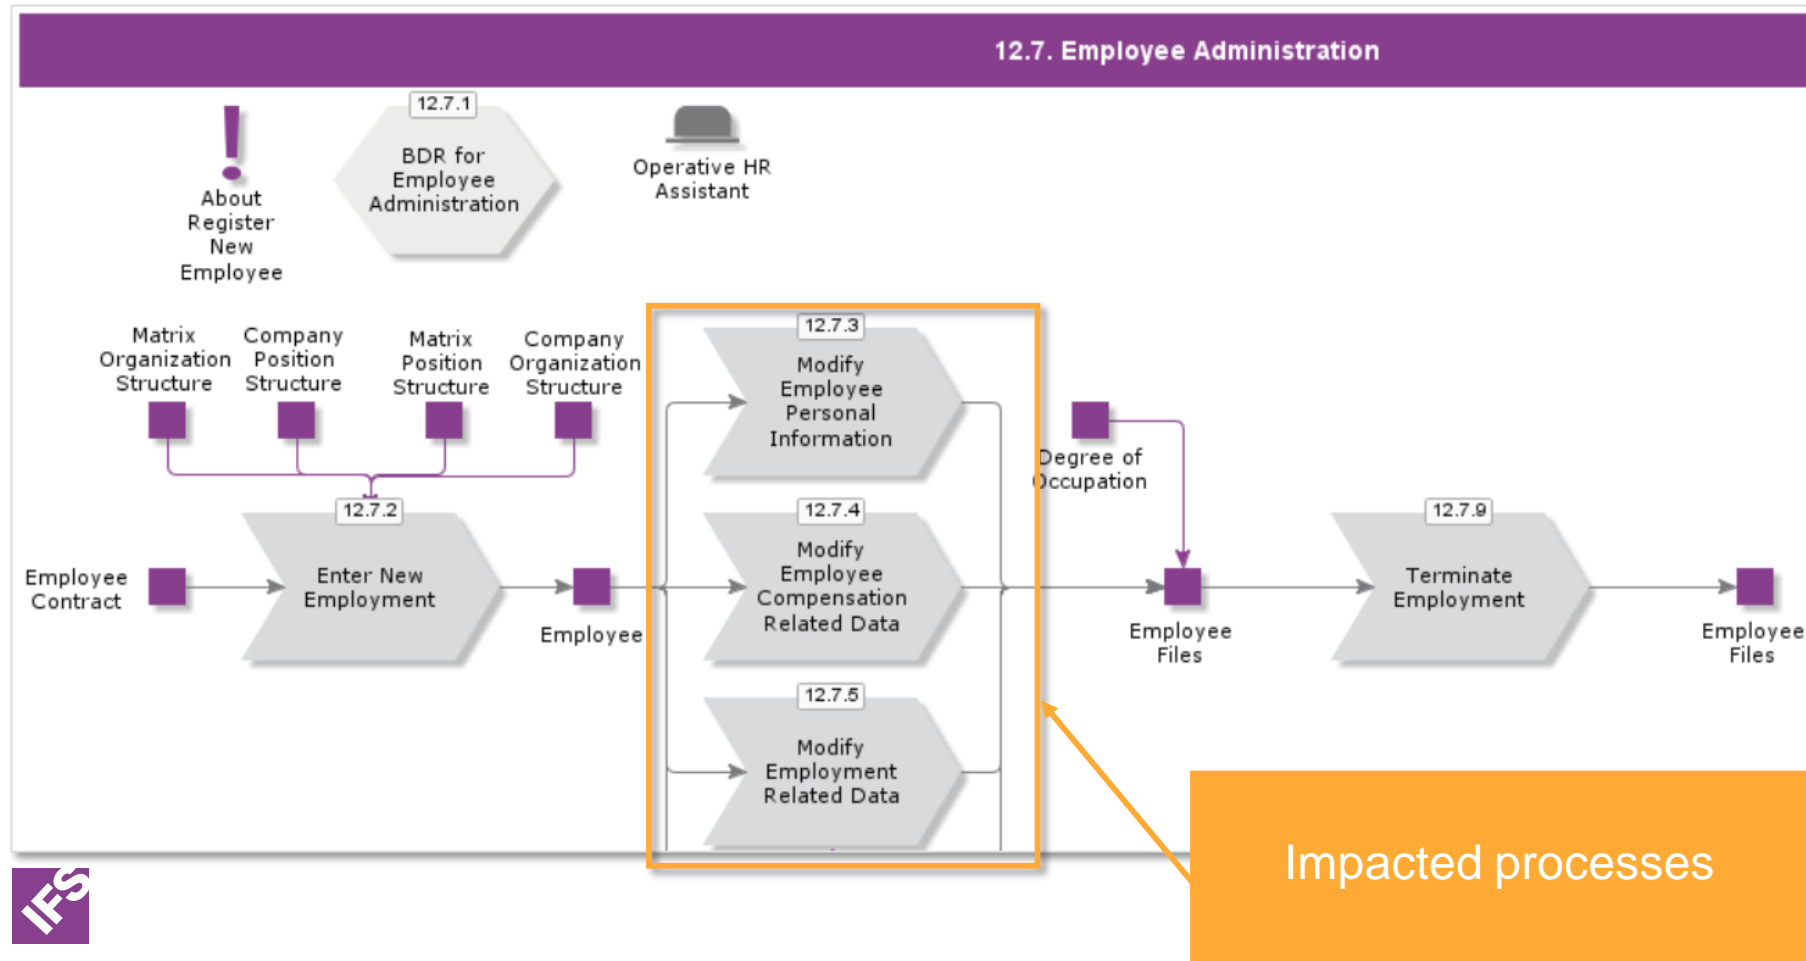 12.7. Employee Administration
12.7.1
BDR for
Employee
Administration
About
Register
New
Employee
Operative HR
Assistant
Matrix
Organization
Structure
Company
Position
Structure
Matrix
Position
Structure
Company
Organization
Structure
12.7.3
Modify
Employee
Personal
Information
Degree of
Occupation
12.7.2
Enter New
Employment
Employee
Contract
Employee
12.7.4
Modify
Employee
Compensation
Related Data
Employee
Files
12.7.9
Terminate
Employment
Employee
Files
12.7.5
Modify
Employment
Related Data
Impacted processes
IFS